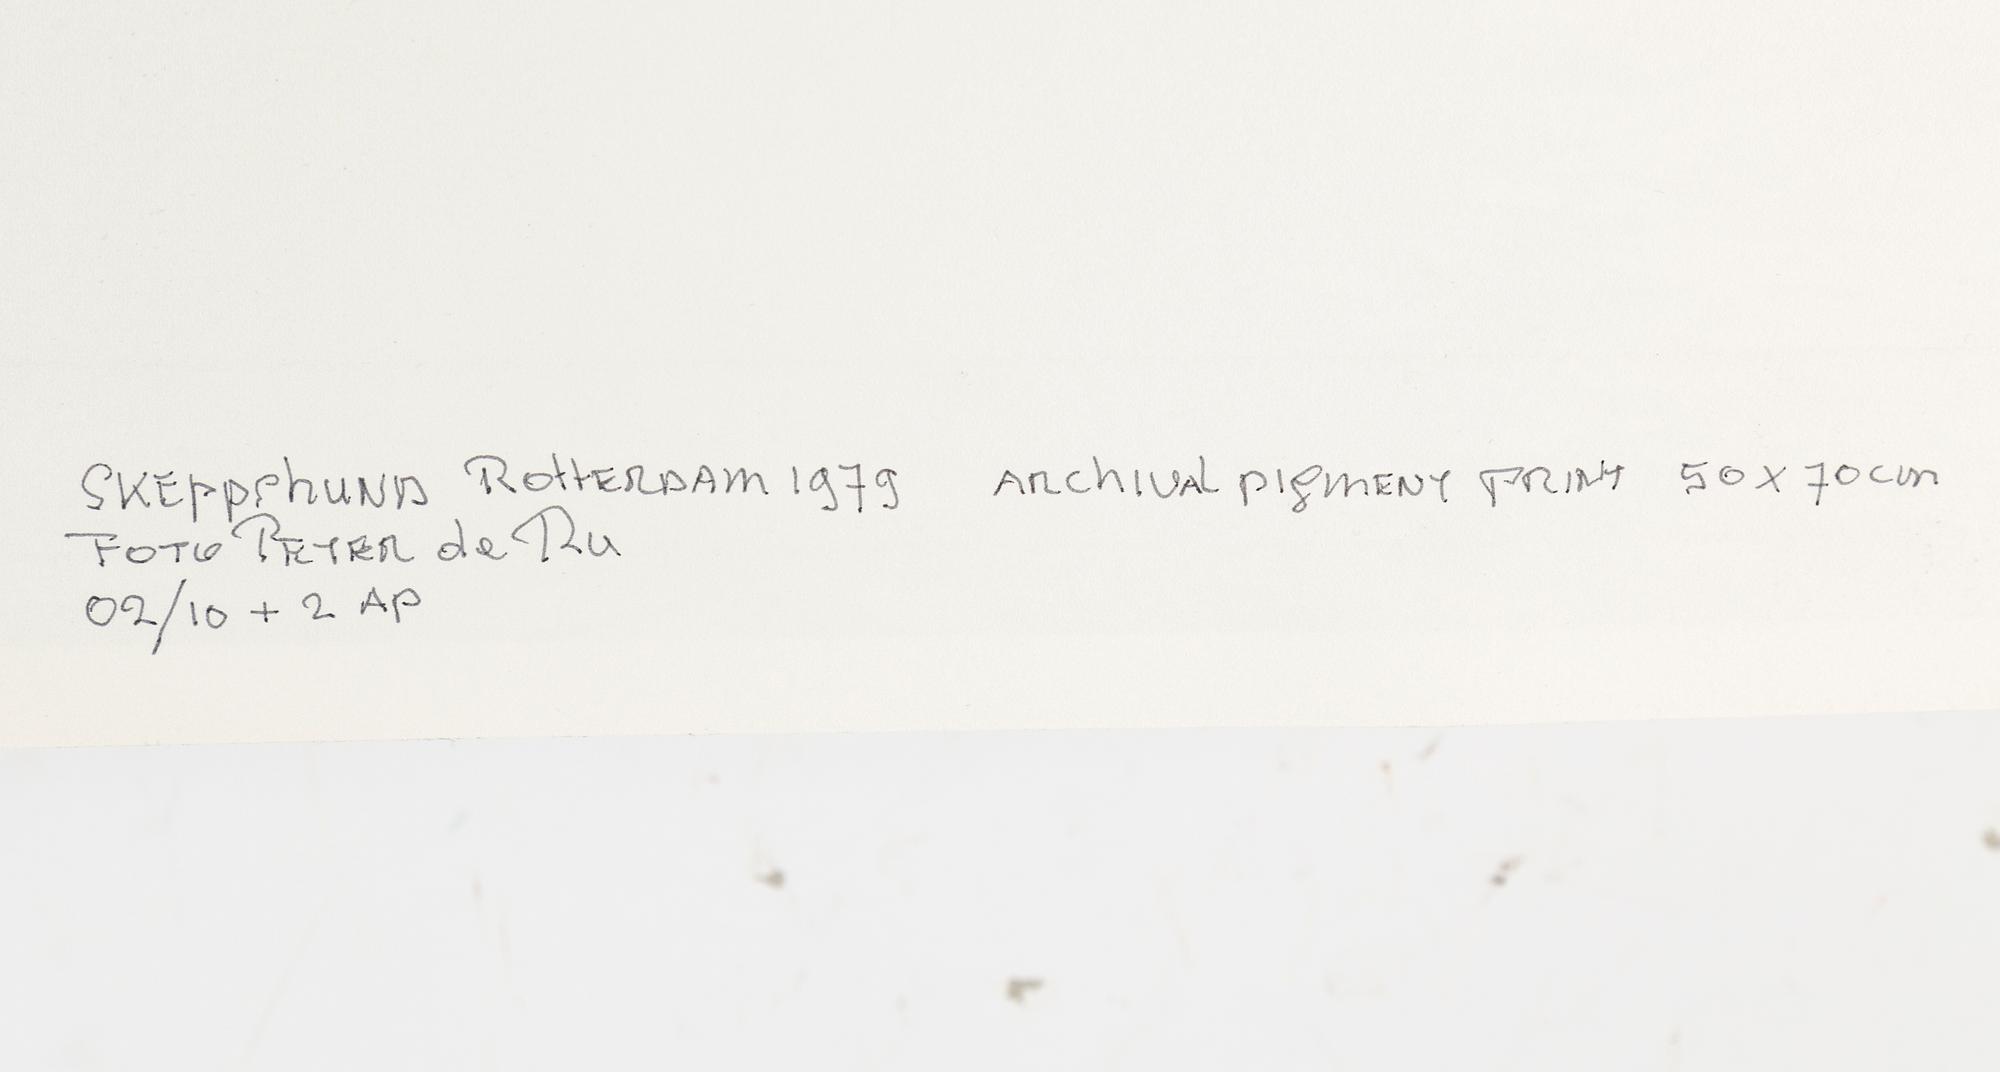 SKEppshuND ROttERDAM 1979 ARChIVAL pIgmENT PRINT 50 x 70 cm
FOTO PETER de Ru
02/10 + 2 AP